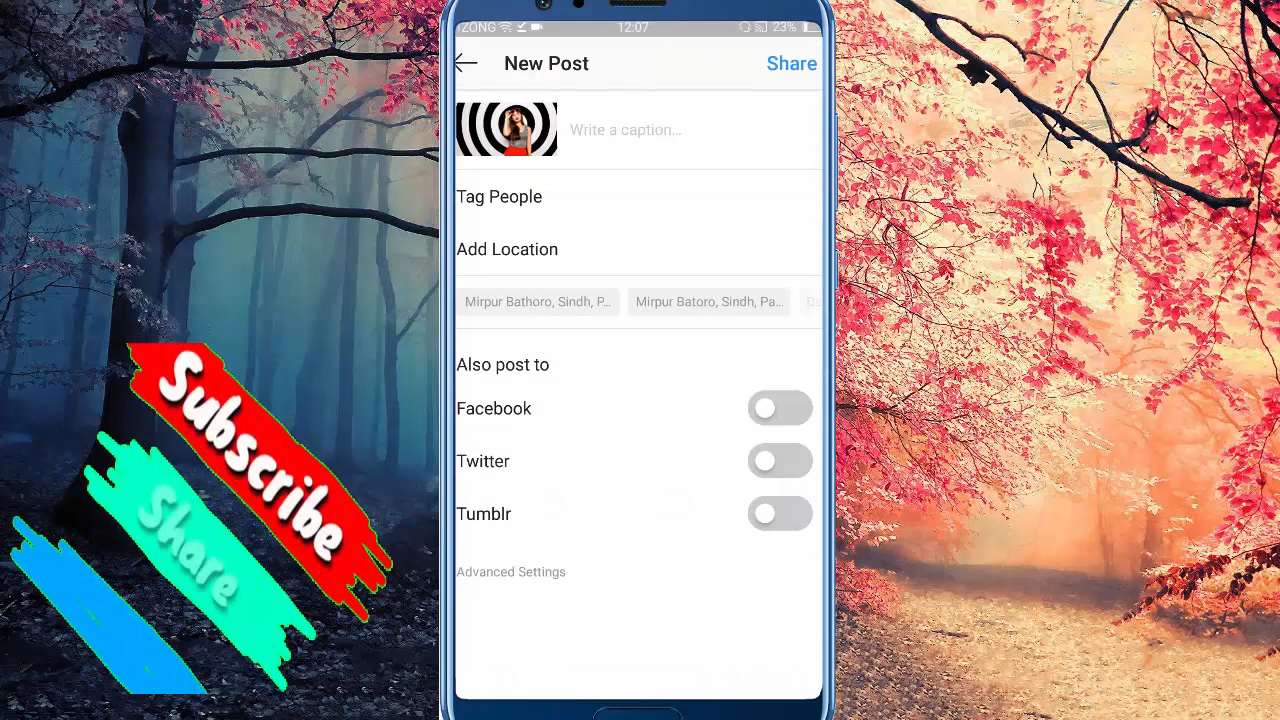 ZONG 12:07 23%
New Post Share
Write a caption...
Tag People
Add Location
Mirpur Bathoro, Sindh, P... Mirpur Batoro, Sindh, Pa...
Also post to
Facebook
Twitter
Tumblr
Advanced Settings
Subscribe
Share